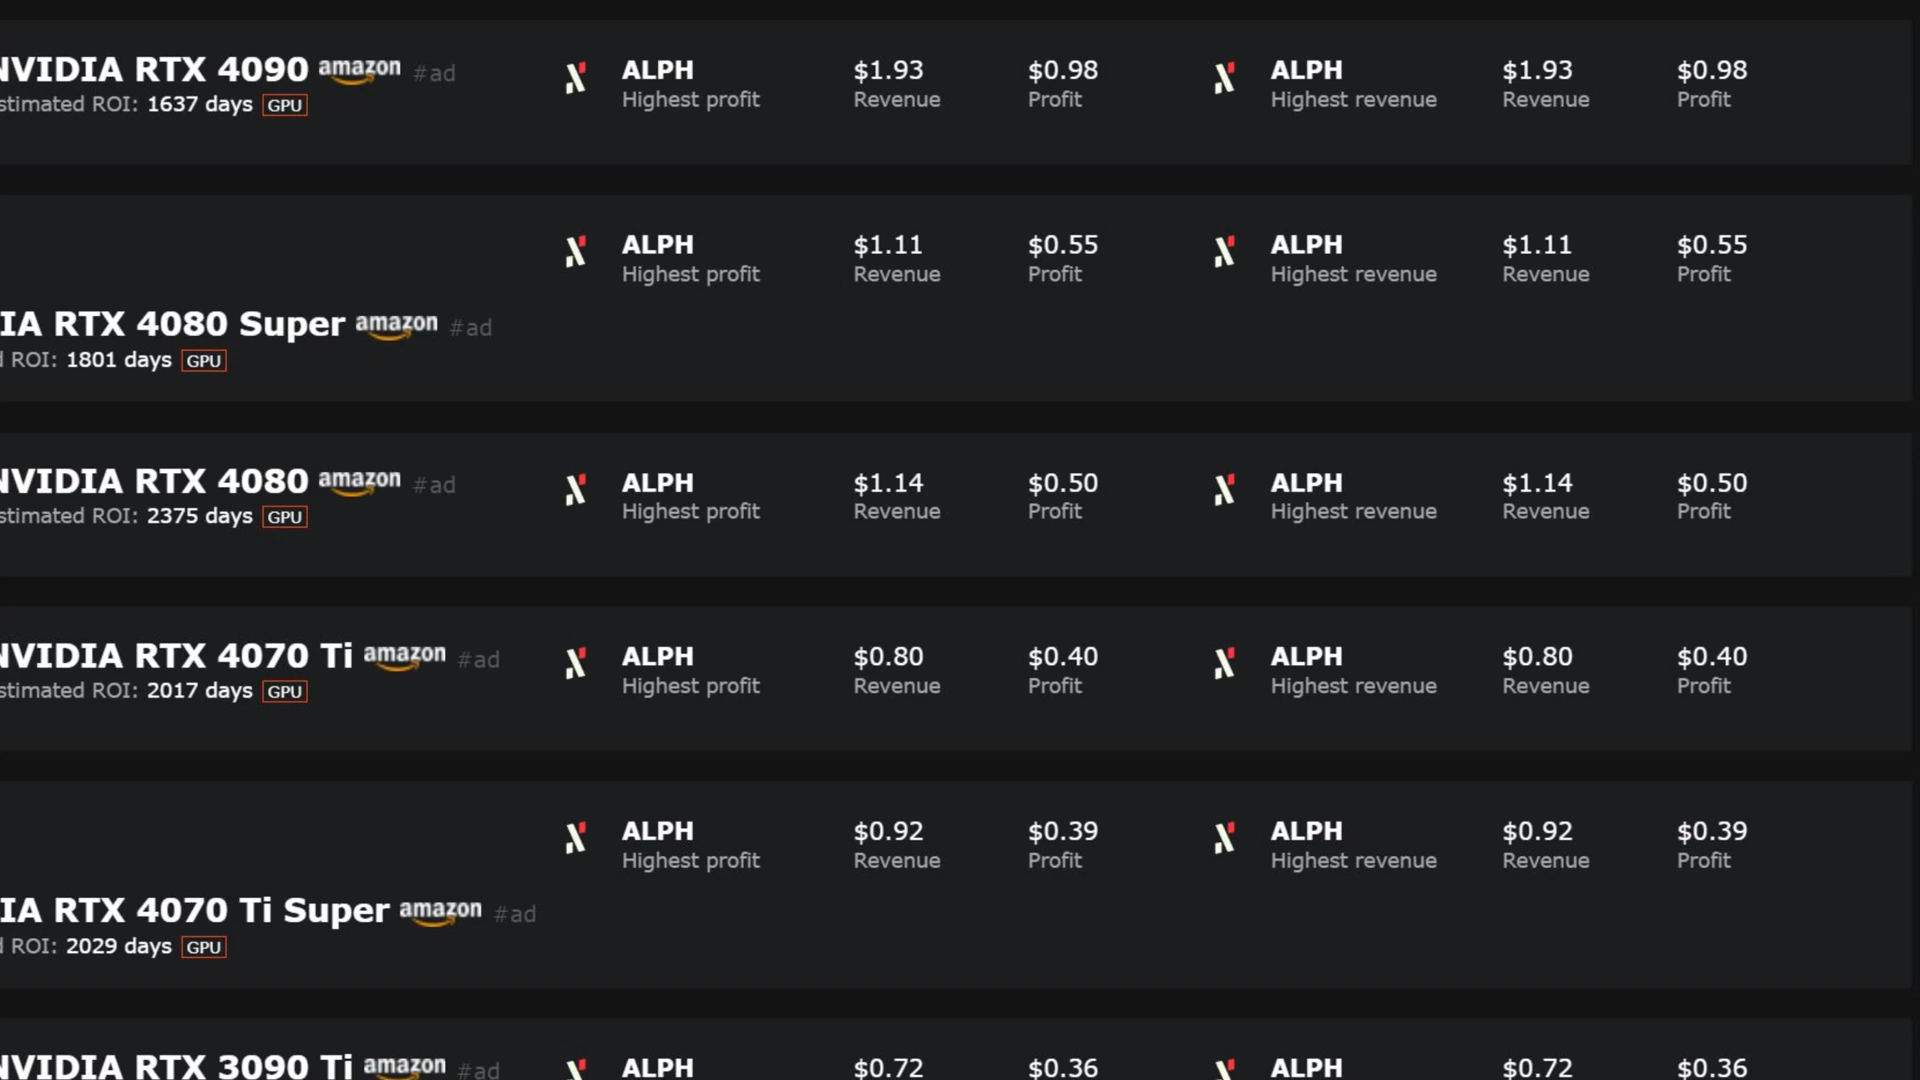 NVIDIA RTX 4090 amazon #ad
stimated ROI: 1637 days GPU
ALPH $1.93 $0.98 ALPH $1.93 $0.98
Highest profit Revenue Profit Highest revenue Revenue Profit
ALPH $1.11 $0.55 ALPH $1.11 $0.55
Highest profit Revenue Profit Highest revenue Revenue Profit
IA RTX 4080 Super amazon #ad
d ROI: 1801 days GPU
NVIDIA RTX 4080 amazon #ad
stimated ROI: 2375 days GPU
ALPH $1.14 $0.50 ALPH $1.14 $0.50
Highest profit Revenue Profit Highest revenue Revenue Profit
NVIDIA RTX 4070 Ti amazon #ad
stimated ROI: 2017 days GPU
ALPH $0.80 $0.40 ALPH $0.80 $0.40
Highest profit Revenue Profit Highest revenue Revenue Profit
ALPH $0.92 $0.39 ALPH $0.92 $0.39
Highest profit Revenue Profit Highest revenue Revenue Profit
IA RTX 4070 Ti Super amazon #ad
d ROI: 2029 days GPU
NVIDIA RTX 3090 Ti amazon #ad
ALPH $0.72 $0.36 ALPH $0.72 $0.36